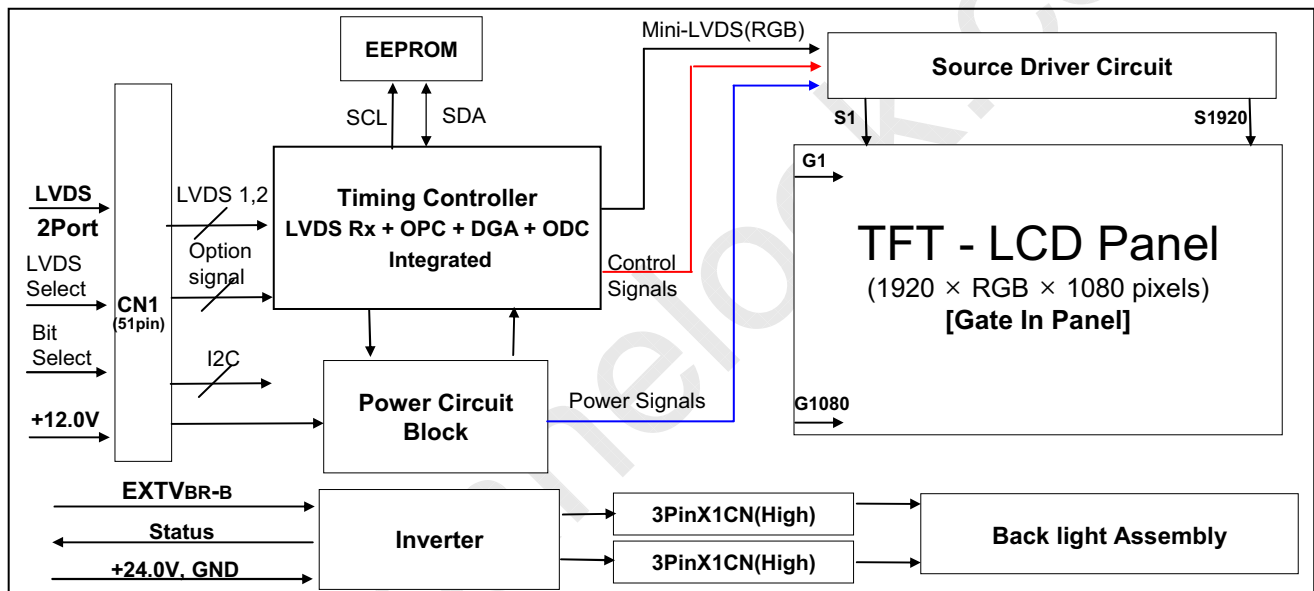 EEPROM
SCL
SDA
Mini-LVDS(RGB)
Source Driver Circuit
S1
S1920
LVDS
2Port
LVDS
Select
Bit
Select
+12.0V
CN1
(51pin)
LVDS 1,2
Option
signal
I2C
Timing Controller
LVDS Rx + OPC + DGA + ODC
Integrated
Control
Signals
Power Circuit
Block
Power Signals
G1
TFT - LCD Panel
(1920 × RGB × 1080 pixels)
[Gate In Panel]
G1080
EXTVBR-B
Status
+24.0V, GND
Inverter
3PinX1CN(High)
3PinX1CN(High)
Back light Assembly